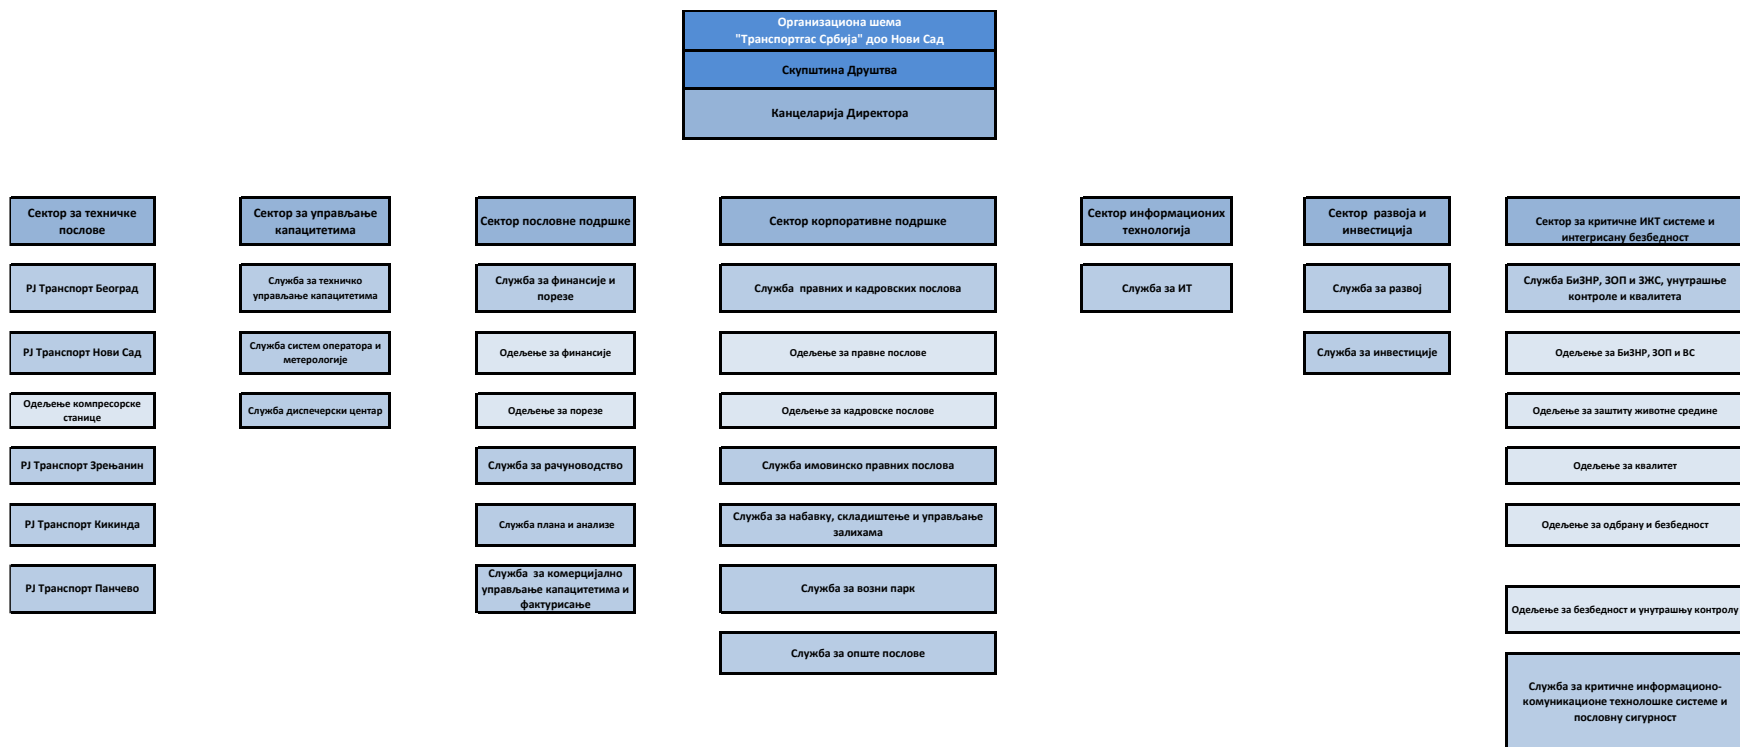 Организациона шема
"Транспортгас Србија" доо Нови Сад
Скупштина Друштва
Канцеларија Директора
Сектор за техничке
послове
РЈ Транспорт Београд
РЈ Транспорт Нови Сад
Одељење компресорске
станице
РЈ Транспорт Зрењанин
РЈ Транспорт Кикинда
РЈ Транспорт Панчево
Сектор за управљање
капацитетима
Служба за техничко
управљање капацитетима
Служба систем оператора и
метерологије
Служба диспечерски центар
Сектор пословне подршке
Служба за финансије и
порезе
Одељење за финансије
Одељење за порезе
Служба за рачуноводство
Служба плана и анализе
Служба за комерцијално
управљање капацитетима и
фактурисање
Сектор корпоративне подршке
Служба правних и кадровских послова
Одељење за правне послове
Одељење за кадровске послове
Служба имовинско правних послова
Служба за набавку, складиштење и управљање
залихама
Служба за возни парк
Служба за опште послове
Сектор информационих
технологија
Служба за ИТ
Сектор развоја и
инвестиција
Служба за развој
Служба за инвестиције
Сектор за критичне ИКТ системе и
интегрисану безбедност
Служба БиЗНР, ЗОП и ЗЖС, унутрашње
контроле и квалитета
Одељење за БиЗНР, ЗОП и ВС
Одељење за заштиту животне средине
Одељење за квалитет
Одељење за одбрану и безбедност
Одељење за безбедност и унутрашњу контролу
Служба за критичне информационо-
комуникационе технолошке системе и
пословну сигурност